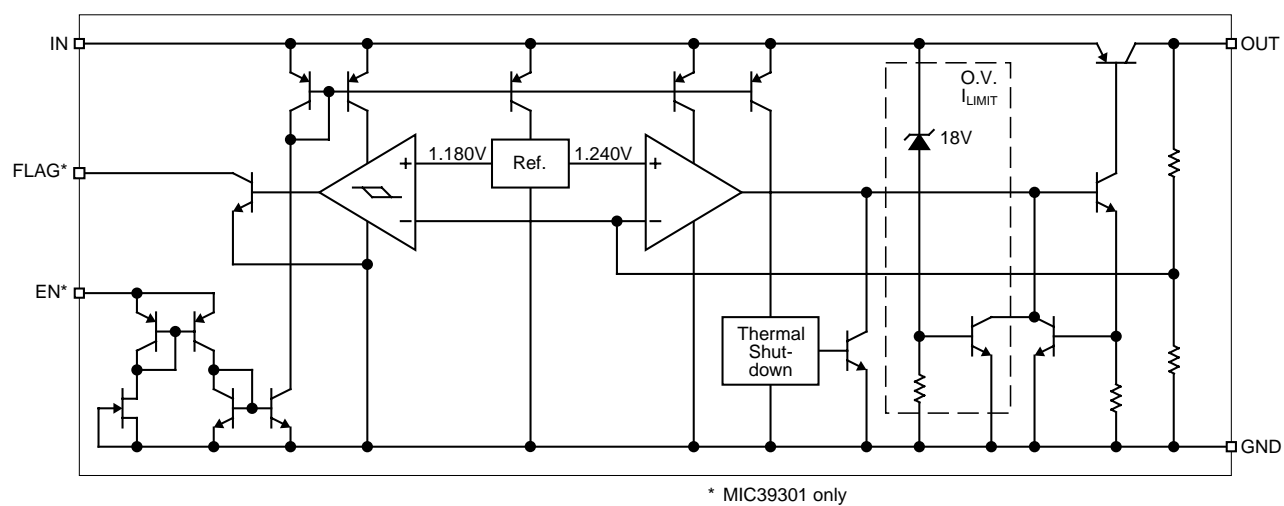 IN
OUT
O.V.
ILIMIT
18V
FLAG*
+
1.180V
Ref.
1.240V
+
−
−
EN*
Thermal
Shut-
down
GND
* MIC39301 only